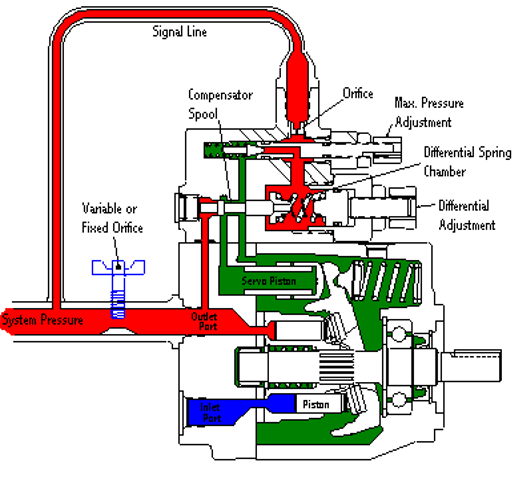 Signal Line
Compensator
Spool
Orifice
Max. Pressure
Adjustment
Differential Spring
Chamber
Variable or
Fixed Orifice
Differential
Adjustment
Servo Piston
System Pressure
Outlet
Port
Inlet
Port
Piston